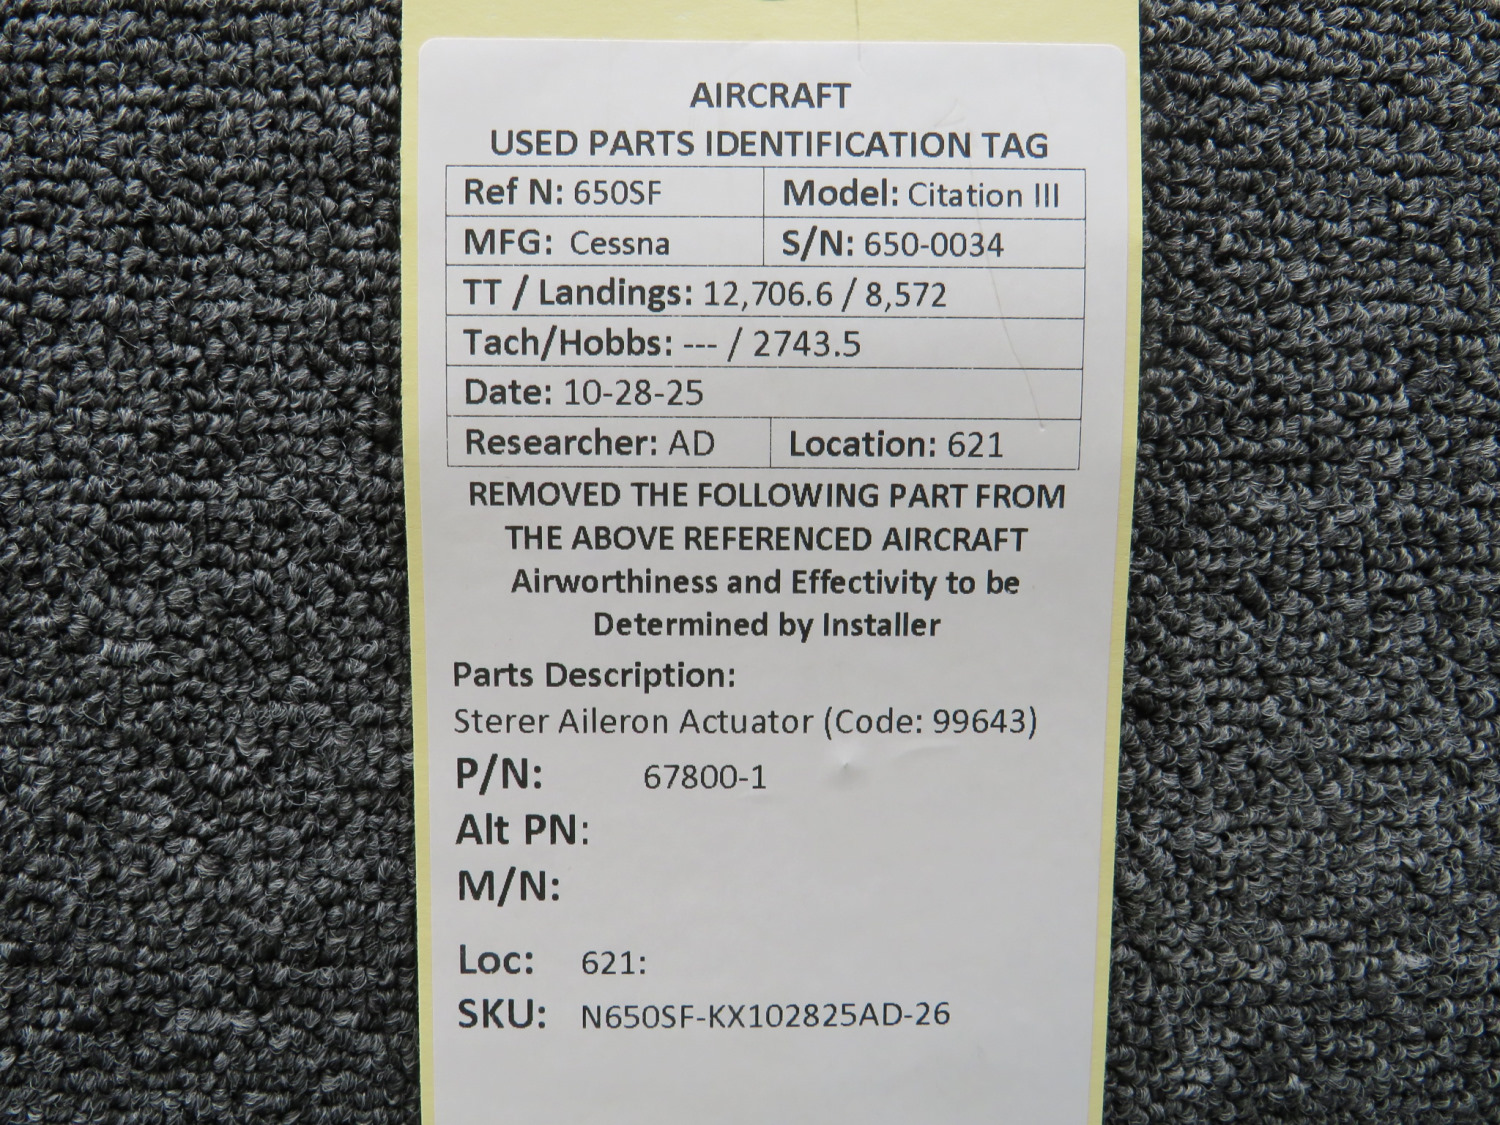 AIRCRAFT
USED PARTS IDENTIFICATION TAG
Ref N: 650SF Model: Citation III
MFG: Cessna S/N: 650-0034
TT / Landings: 12,706.6 / 8,572
Tach/Hobbs: --- / 2743.5
Date: 10-28-25
Researcher: AD Location: 621
REMOVED THE FOLLOWING PART FROM
THE ABOVE REFERENCED AIRCRAFT
Airworthiness and Effectivity to be
Determined by Installer
Parts Description:
Sterer Aileron Actuator (Code: 99643)
P/N: 67800-1
Alt PN:
M/N:
Loc: 621:
SKU: N650SF-KX102825AD-26